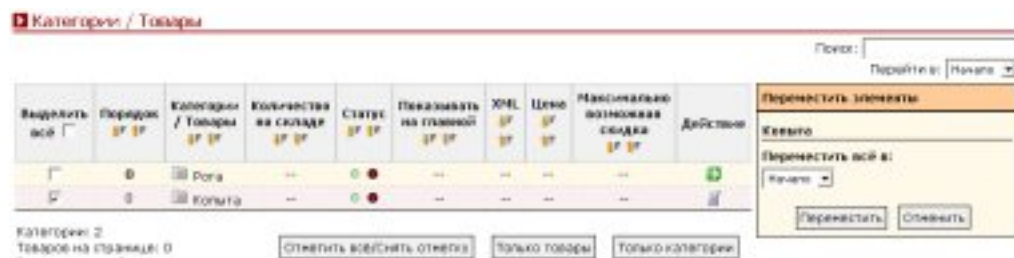 Категории / Товары
Поиск:
Перейти в: Начало
Выделить всё
Порядок
Категории / Товары
Количество на складе
Статус
Показывать на главной
XML
Цена
Максимально возможная скидка
Действие
0 Рога -- -- -- -- --
0 Копыта -- -- -- -- --
Переместить элементы
Копыта
Переместить всё в:
Начало
Переместить Отменить
Категории: 2
Товаров на странице: 0
Отметить всё/Снять отметку Только товары Только категории